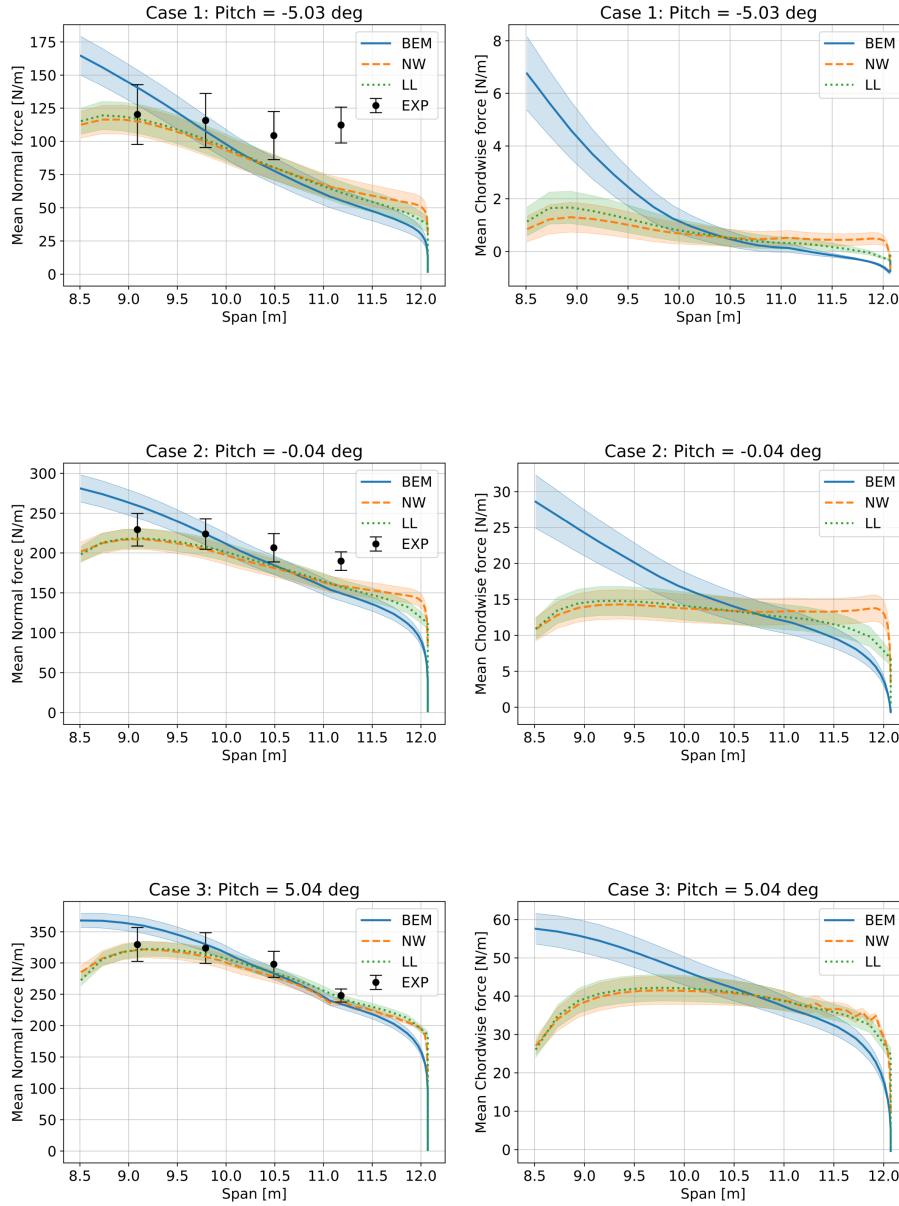 Case 1: Pitch = -5.03 deg
Mean Normal force [N/m]
175
150
125
100
75
50
25
0
BEM
NW
LL
EXP
8.5 9.0 9.5 10.0 10.5 11.0 11.5 12.0
Span [m]
Case 1: Pitch = -5.03 deg
Mean Chordwise force [N/m]
8
6
4
2
0
BEM
NW
LL
EXP
8.5 9.0 9.5 10.0 10.5 11.0 11.5 12.0
Span [m]
Case 2: Pitch = -0.04 deg
Mean Normal force [N/m]
300
250
200
150
100
50
0
BEM
NW
LL
EXP
8.5 9.0 9.5 10.0 10.5 11.0 11.5 12.0
Span [m]
Case 2: Pitch = -0.04 deg
Mean Chordwise force [N/m]
30
25
20
15
10
5
0
BEM
NW
LL
8.5 9.0 9.5 10.0 10.5 11.0 11.5 12.0
Span [m]
Case 3: Pitch = 5.04 deg
Mean Normal force [N/m]
350
300
250
200
150
100
50
0
BEM
NW
LL
EXP
8.5 9.0 9.5 10.0 10.5 11.0 11.5 12.0
Span [m]
Case 3: Pitch = 5.04 deg
Mean Chordwise force [N/m]
60
50
40
30
20
10
0
BEM
NW
LL
8.5 9.0 9.5 10.0 10.5 11.0 11.5 12.0
Span [m]